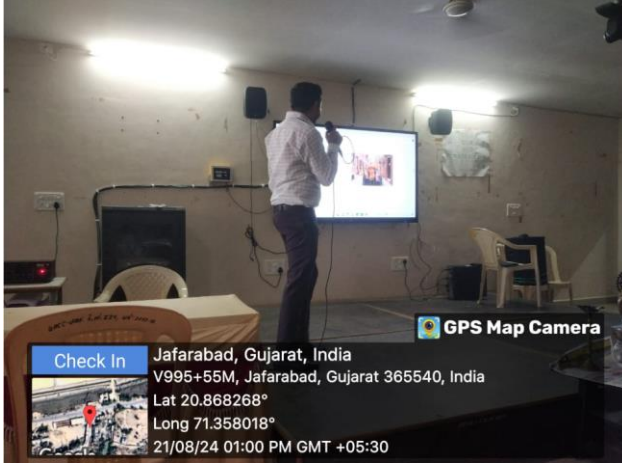 GPS Map Camera
Check In
Jafarabad, Gujarat, India
V995+55M, Jafarabad, Gujarat 365540, India
Lat 20.868268°
Long 71.358018°
21/08/24 01:00 PM GMT +05:30